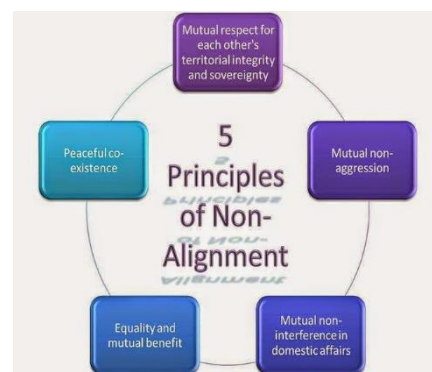 Mutual respect for
each other's
territorial integrity
and sovereignty
Mutual non-
aggression
Mutual non-
interference in
domestic affairs
Equality and
mutual benefit
Peaceful co-
existence
5
Principles
of Non-
Alignment